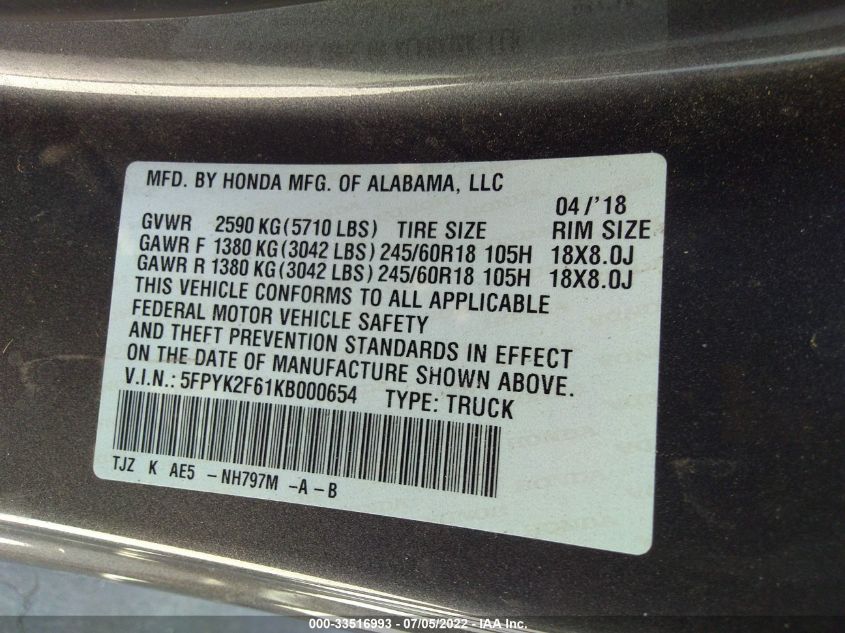 MFD. BY HONDA MFG. OF ALABAMA, LLC
04/'18
GVWR 2590 KG(5710 LBS) TIRE SIZE RIM SIZE
GAWR F 1380 KG(3042 LBS) 245/60R18 105H 18X8.0J
GAWR R 1380 KG(3042 LBS) 245/60R18 105H 18X8.0J
THIS VEHICLE CONFORMS TO ALL APPLICABLE
FEDERAL MOTOR VEHICLE SAFETY
AND THEFT PREVENTION STANDARDS IN EFFECT
ON THE DATE OF MANUFACTURE SHOWN ABOVE.
V.I.N.: 5FPYK2F61KB000654 TYPE: TRUCK
TJZ K AE5 -NH797M -A-B
000-33516993 - 07/05/2022 - IAA Inc.